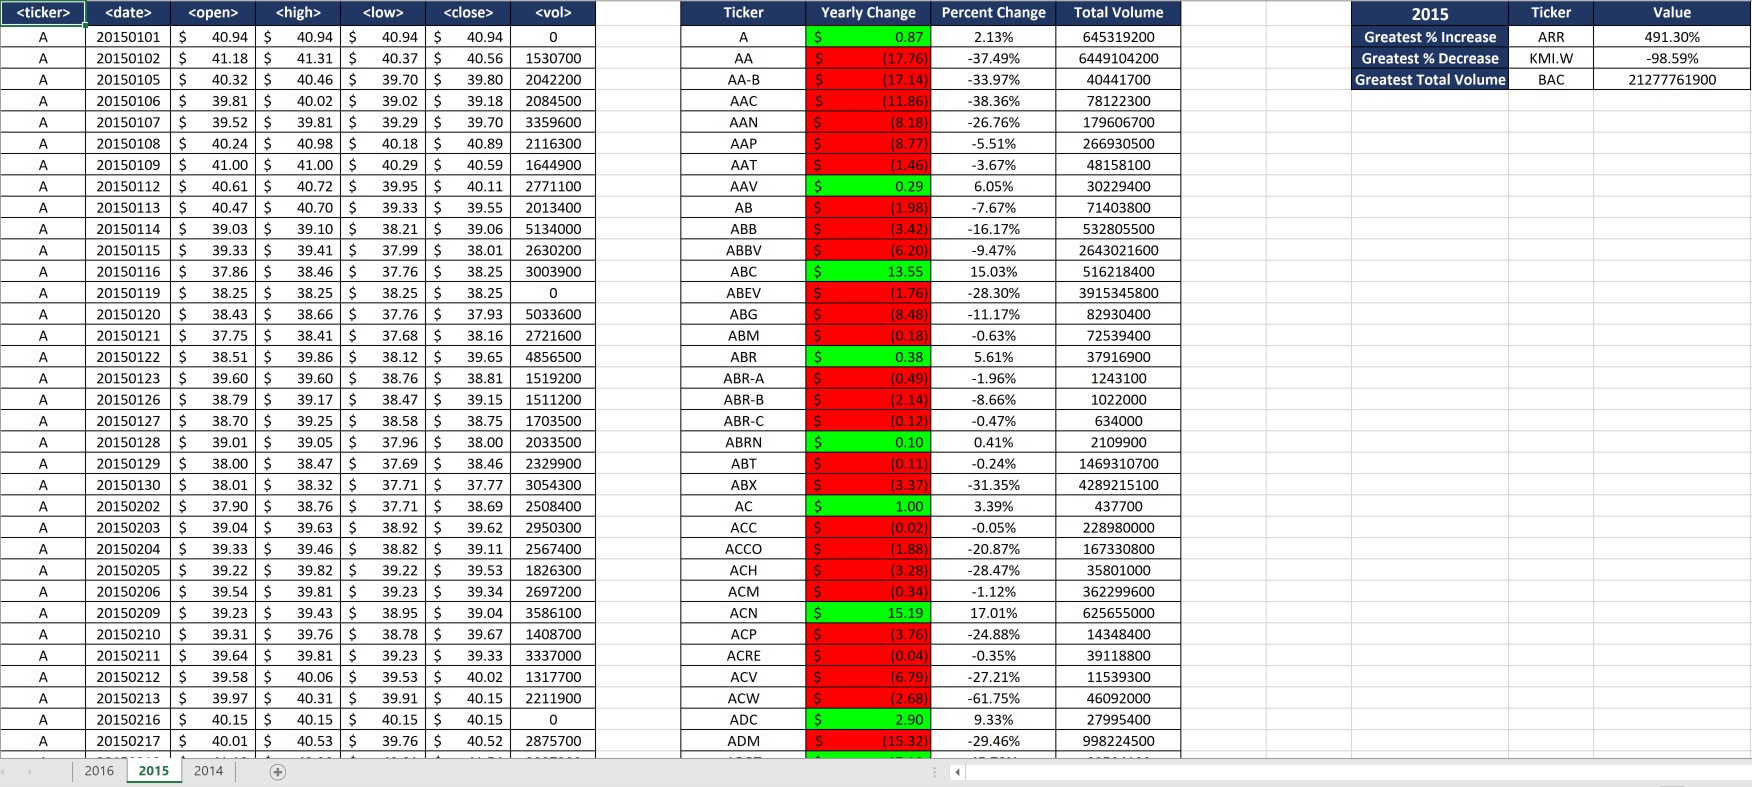 <ticker> <date> <open> <high> <low> <close> <vol> Ticker Yearly Change Percent Change Total Volume 2015 Ticker Value
A 20150101 $ 40.94 $ 40.94 $ 40.94 $ 40.94 0 A $ 0.87 2.13% 645319200 Greatest % Increase ARR 491.30%
A 20150102 $ 41.18 $ 41.31 $ 40.37 $ 40.56 1530700 AA $ (17.76) -37.49% 6449104200 Greatest % Decrease KMI.W -98.59%
A 20150105 $ 40.32 $ 40.46 $ 39.70 $ 39.80 2042200 AA-B $ (17.14) -33.97% 40441700 Greatest Total Volume BAC 21277761900
A 20150106 $ 39.81 $ 40.02 $ 39.02 $ 39.18 2084500 AAC $ (11.86) -38.36% 78122300
A 20150107 $ 39.52 $ 39.81 $ 39.29 $ 39.70 3359600 AAN $ (8.18) -26.76% 179606700
A 20150108 $ 40.24 $ 40.98 $ 40.18 $ 40.89 2116300 AAP $ (8.77) -5.51% 266930500
A 20150109 $ 41.00 $ 41.00 $ 40.29 $ 40.59 1644900 AAT $ (1.46) -3.67% 48158100
A 20150112 $ 40.61 $ 40.72 $ 39.95 $ 40.11 2771100 AAV $ 0.29 6.05% 30229400
A 20150113 $ 40.47 $ 40.70 $ 39.33 $ 39.55 2013400 AB $ (1.98) -7.67% 71403800
A 20150114 $ 39.03 $ 39.10 $ 38.21 $ 39.06 5134000 ABB $ (3.42) -16.17% 532805500
A 20150115 $ 39.33 $ 39.41 $ 37.99 $ 38.01 2630200 ABBV $ (6.20) -9.47% 2643021600
A 20150116 $ 37.86 $ 38.46 $ 37.76 $ 38.25 3003900 ABC $ 13.55 15.03% 516218400
A 20150119 $ 38.25 $ 38.25 $ 38.25 $ 38.25 0 ABEV $ (1.76) -28.30% 3915345800
A 20150120 $ 38.43 $ 38.66 $ 37.76 $ 37.93 5033600 ABG $ (8.48) -11.17% 82930400
A 20150121 $ 37.75 $ 38.41 $ 37.68 $ 38.16 2721600 ABM $ (0.18) -0.63% 72539400
A 20150122 $ 38.51 $ 39.86 $ 38.12 $ 39.65 4856500 ABR $ 0.38 5.61% 37916900
A 20150123 $ 39.60 $ 39.60 $ 38.76 $ 38.81 1519200 ABR-A $ (0.49) -1.96% 1243100
A 20150126 $ 38.79 $ 39.17 $ 38.47 $ 39.15 1511200 ABR-B $ (2.14) -8.66% 1022000
A 20150127 $ 38.70 $ 39.25 $ 38.58 $ 38.75 1703500 ABR-C $ (0.12) -0.47% 634000
A 20150128 $ 39.01 $ 39.05 $ 37.96 $ 38.00 2033500 ABRN $ 0.10 0.41% 2109900
A 20150129 $ 38.00 $ 38.47 $ 37.69 $ 38.46 2329900 ABT $ (0.11) -0.24% 1469310700
A 20150130 $ 38.01 $ 38.32 $ 37.71 $ 37.77 3054300 ABX $ (3.37) -31.35% 4289215100
A 20150202 $ 37.90 $ 38.76 $ 37.71 $ 38.69 2508400 AC $ 1.00 3.39% 437700
A 20150203 $ 39.04 $ 39.63 $ 38.92 $ 39.62 2950300 ACC $ (0.02) -0.05% 228980000
A 20150204 $ 39.33 $ 39.46 $ 38.82 $ 39.11 2567400 ACCO $ (1.88) -20.87% 167330800
A 20150205 $ 39.22 $ 39.82 $ 39.22 $ 39.53 1826300 ACH $ (3.28) -28.47% 35801000
A 20150206 $ 39.54 $ 39.81 $ 39.23 $ 39.34 2697200 ACM $ (0.34) -1.12% 362299600
A 20150209 $ 39.23 $ 39.43 $ 38.95 $ 39.04 3586100 ACN $ 15.19 17.01% 625655000
A 20150210 $ 39.31 $ 39.76 $ 38.78 $ 39.67 1408700 ACP $ (3.76) -24.88% 14348400
A 20150211 $ 39.64 $ 39.81 $ 39.23 $ 39.33 3337000 ACRE $ (0.04) -0.35% 39118800
A 20150212 $ 39.58 $ 40.06 $ 39.53 $ 40.02 1317700 ACV $ (6.79) -27.21% 11539300
A 20150213 $ 39.97 $ 40.31 $ 39.91 $ 40.15 2211900 ACW $ (2.68) -61.75% 46092000
A 20150216 $ 40.15 $ 40.15 $ 40.15 $ 40.15 0 ADC $ 2.90 9.33% 27995400
A 20150217 $ 40.01 $ 40.53 $ 39.76 $ 40.52 2875700 ADM $ (15.32) -29.46% 998224500
2016 2015 2014